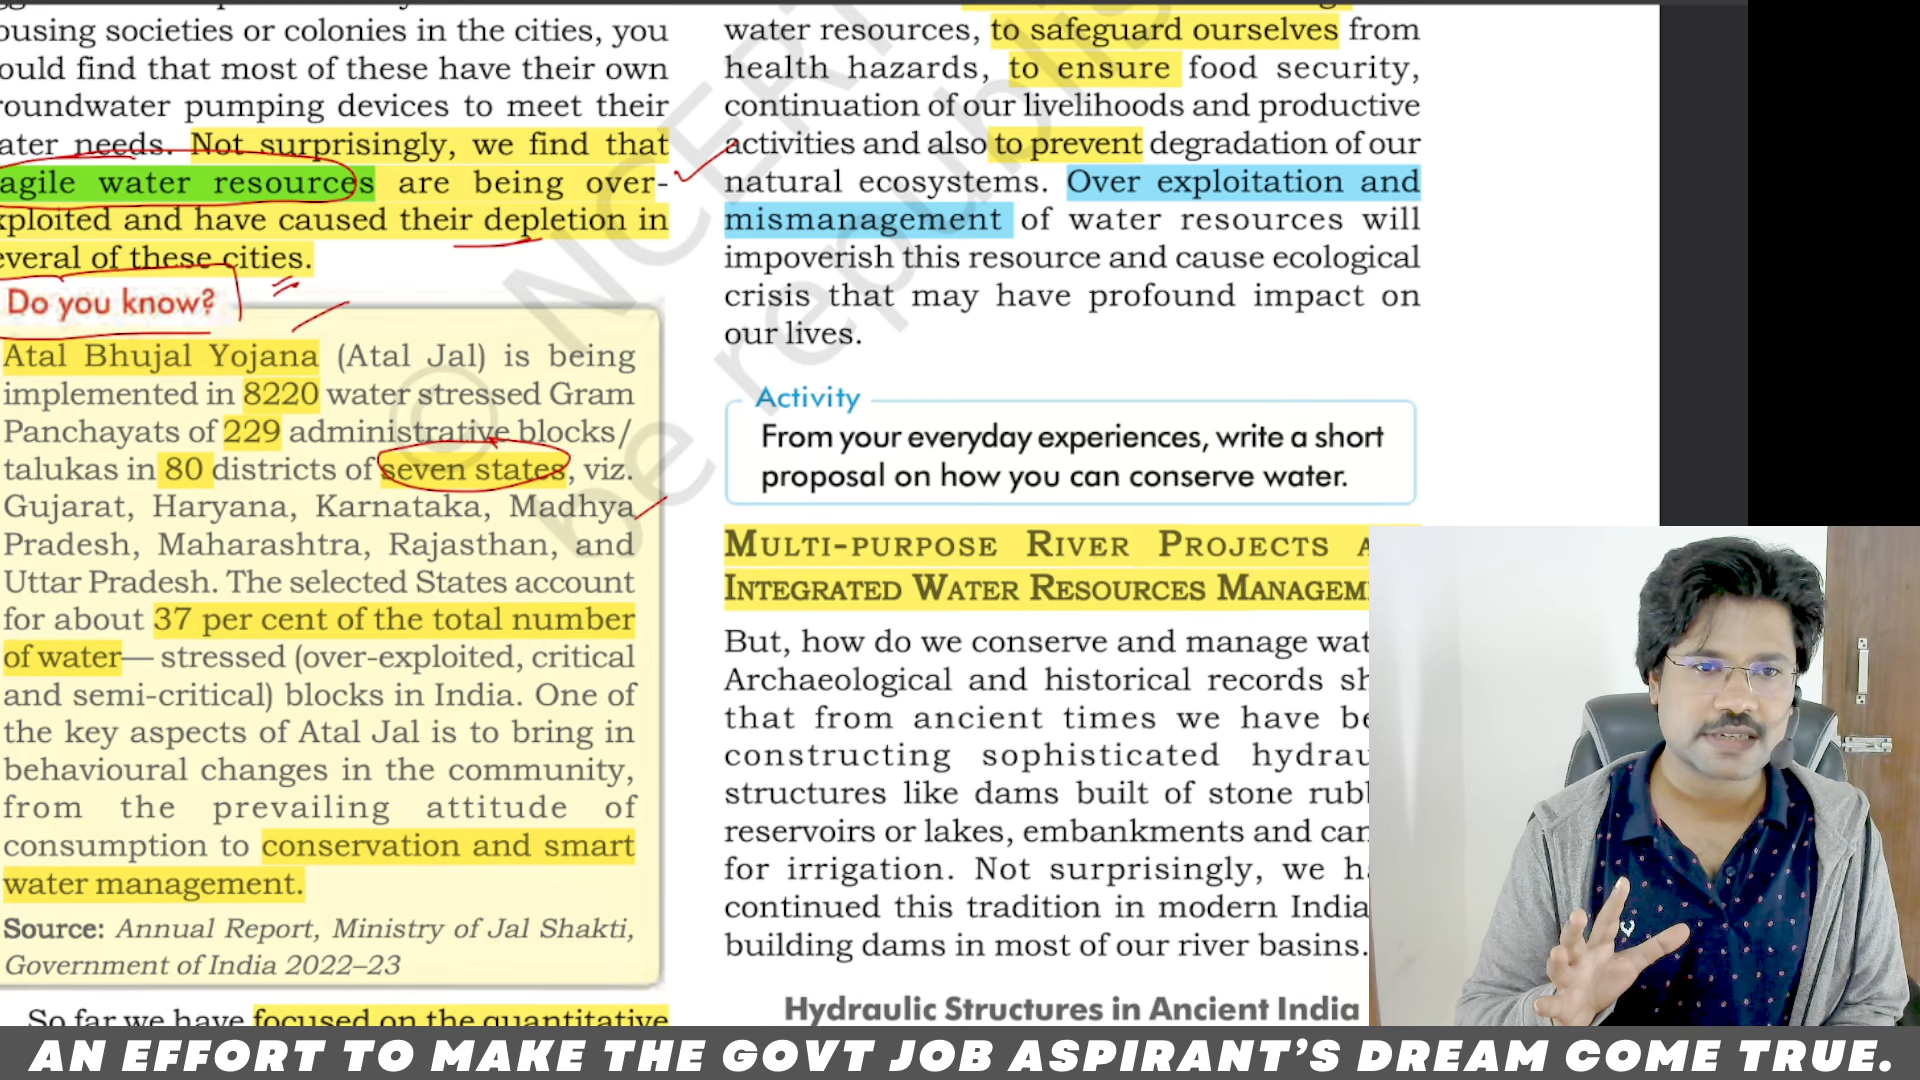 ousing societies or colonies in the cities, you
ould find that most of these have their own
roundwater pumping devices to meet their
ater needs. Not surprisingly, we find that
agile water resources are being over-
xploited and have caused their depletion in
everal of these cities.
Do you know?
Atal Bhujal Yojana (Atal Jal) is being
implemented in 8220 water stressed Gram
Panchayats of 229 administrative blocks/
talukas in 80 districts of seven states, viz.
Gujarat, Haryana, Karnataka, Madhya
Pradesh, Maharashtra, Rajasthan, and
Uttar Pradesh. The selected States account
for about 37 per cent of the total number
of water— stressed (over-exploited, critical
and semi-critical) blocks in India. One of
the key aspects of Atal Jal is to bring in
behavioural changes in the community,
from the prevailing attitude of
consumption to conservation and smart
water management.
Source: Annual Report, Ministry of Jal Shakti,
Government of India 2022–23
So far we have focused on the quantitative
water resources, to safeguard ourselves from
health hazards, to ensure food security,
continuation of our livelihoods and productive
activities and also to prevent degradation of our
natural ecosystems. Over exploitation and
mismanagement of water resources will
impoverish this resource and cause ecological
crisis that may have profound impact on
our lives.
Activity
From your everyday experiences, write a short
proposal on how you can conserve water.
MULTI-PURPOSE RIVER PROJECTS A
INTEGRATED WATER RESOURCES MANAGEM
But, how do we conserve and manage wat
Archaeological and historical records sh
that from ancient times we have be
constructing sophisticated hydrau
structures like dams built of stone rubb
reservoirs or lakes, embankments and can
for irrigation. Not surprisingly, we ha
continued this tradition in modern India
building dams in most of our river basins.
Hydraulic Structures in Ancient India
© NCERT
be republis
AN EFFORT TO MAKE THE GOVT JOB ASPIRANT'S DREAM COME TRUE.